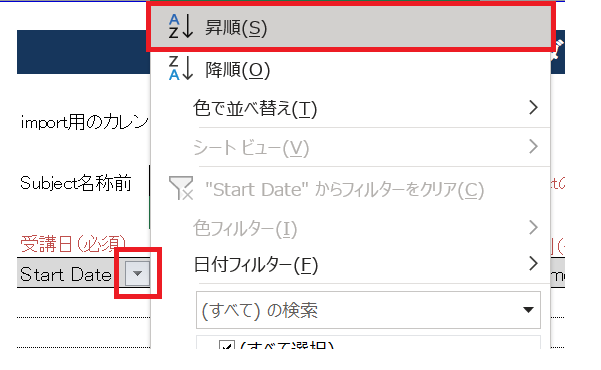 昇順(S)
降順(O)
色で並べ替え(T)
import用のカレン
シート ビュー(V)
Subject名称前
"Start Date" からフィルターをクリア(C)
色フィルター(I)
受講日(必須)
日付フィルター(F)
Start Date
(すべて) の検索
(すべて選択)